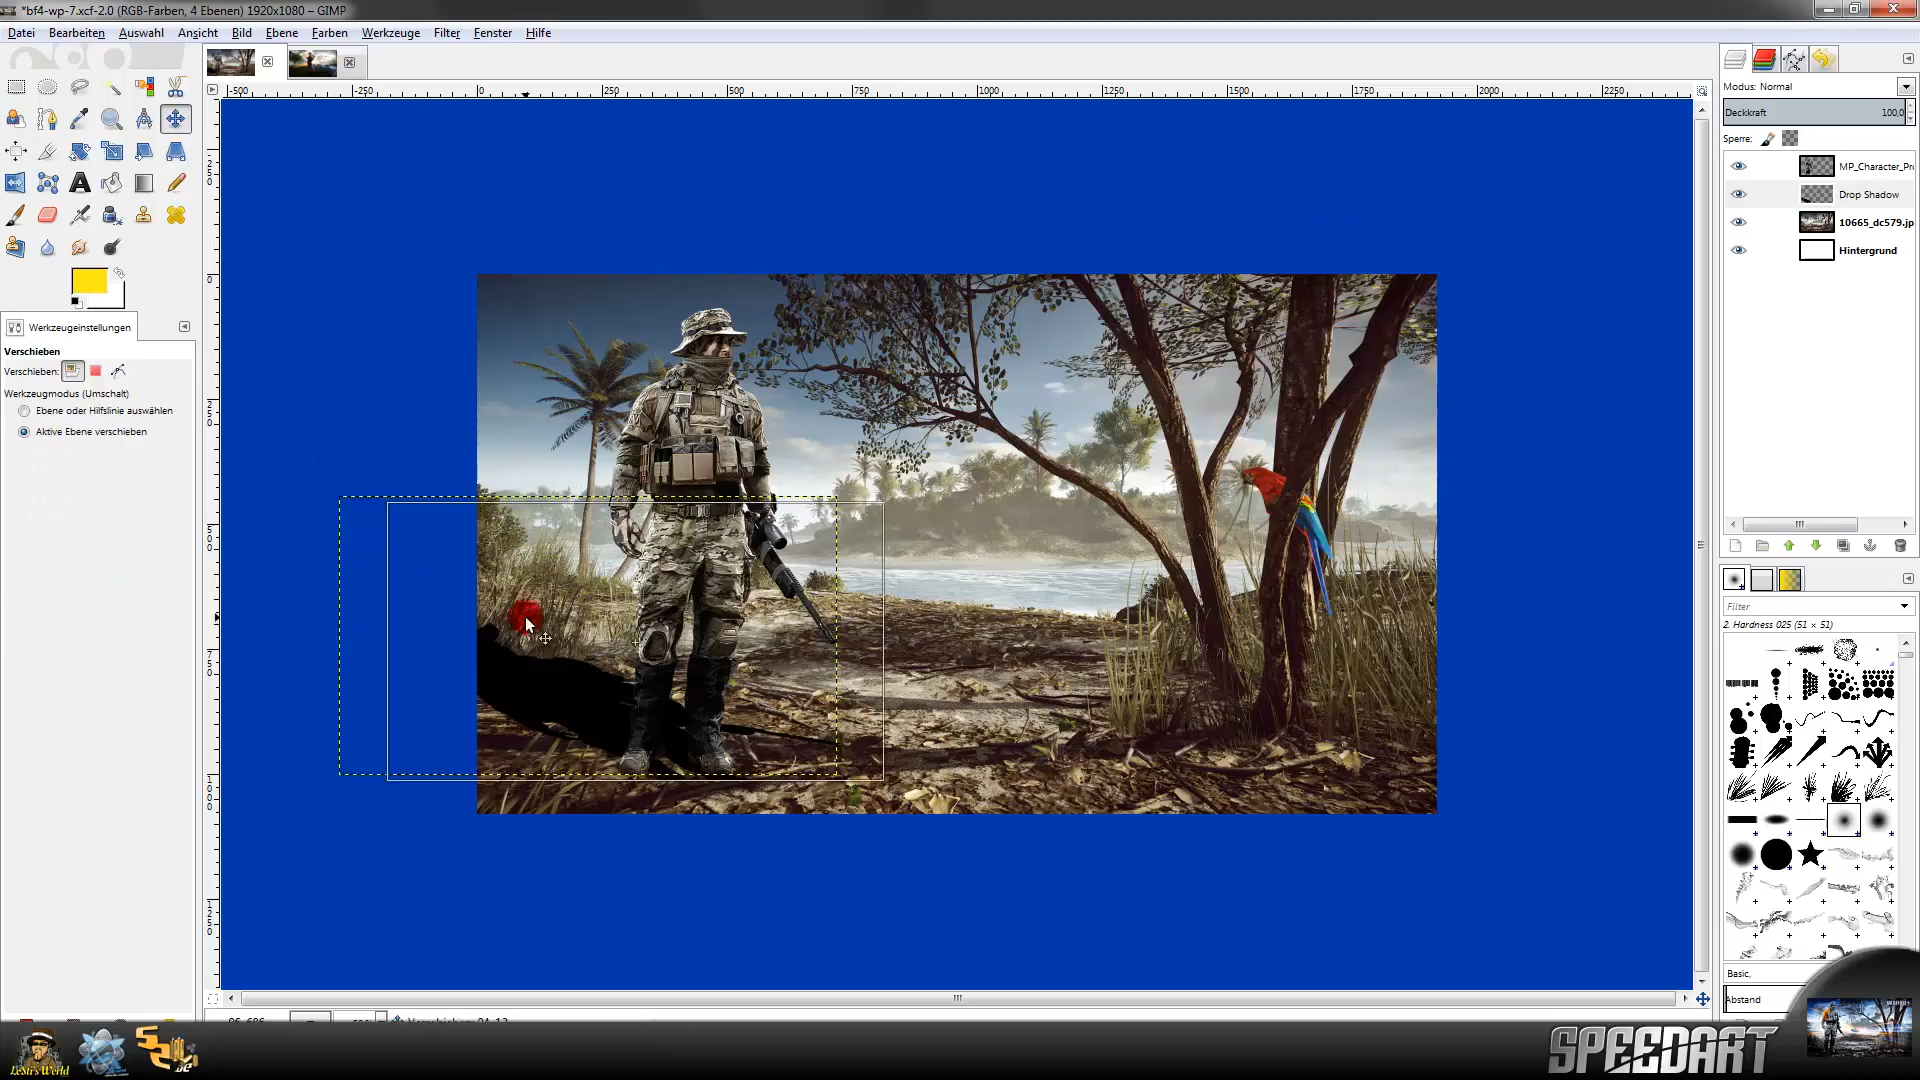 *bf4-wp-7.xcf-2.0 (RGB-Farben, 4 Ebenen) 1920x1080 – GIMP
Datei Bearbeiten Auswahl Ansicht Bild Ebene Farben Werkzeuge Filter Fenster Hilfe
-500 -250 0 250 500 750 1000 1250 1500 1750 2000 2250
Modus: Normal
Deckkraft 100,0
Sperre:
MP_Character_Pr
Drop Shadow
10665_dc579.jp
Hintergrund
Werkzeugeinstellungen
Verschieben
Verschieben:
Werkzeugmodus (Umschalt)
Ebene oder Hilfslinie auswählen
Aktive Ebene verschieben
Filter
2. Hardness 025 (51 × 51)
Basic,
Abstand
LeSti's World
SPEEDART